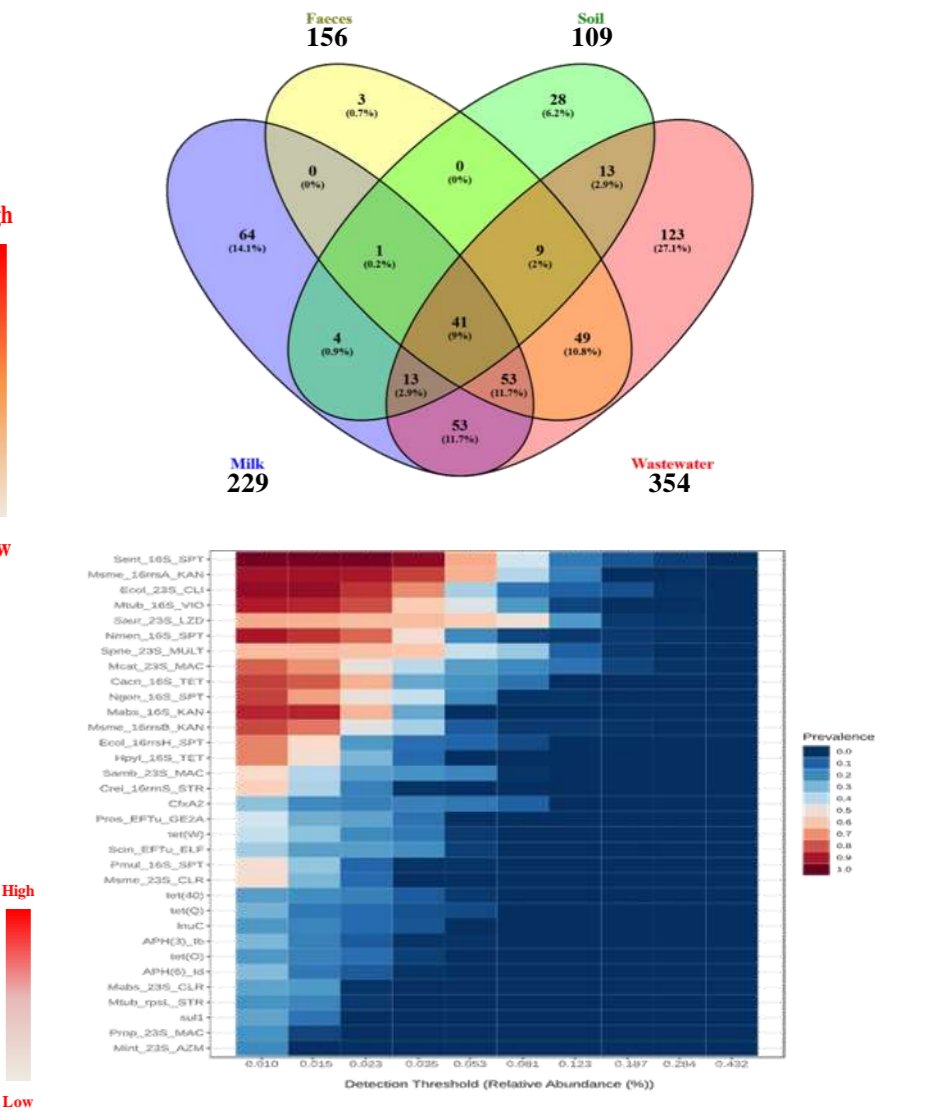 Faeces
156
Soil
109
3
(0.7%)
28
(6.2%)
0
(0%)
0
(0%)
13
(2.9%)
64
(14.1%)
1
(0.2%)
9
(2%)
123
(27.1%)
41
(9%)
4
(0.9%)
49
(10.8%)
13
(2.9%)
53
(11.7%)
53
(11.7%)
Milk
229
Wastewater
354
Sent_16S_SPT
Msme_16rrsA_KAN
Ecol_23S_CLI
Mtub_16S_VIO
Saur_23S_LZD
Nmen_16S_SPT
Spne_23S_MULT
Mcat_23S_MAC
Cacn_16S_TET
Ngon_16S_SPT
Mabs_16S_KAN
Msme_16rrsB_KAN
Ecol_16rrsH_SPT
Hpyl_16S_TET
Samb_23S_MAC
Crei_16rrnS_STR
CfxA2
Pros_EFTu_GE2A
tet(W)
Scin_EFTu_ELF
Pmul_16S_SPT
Msme_23S_CLR
tet(40)
tet(Q)
lnuC
APH(3)_Ib
tet(O)
APH(6)_Id
Mabs_23S_CLR
Mtub_rpsL_STR
sul1
Prop_23S_MAC
Mint_23S_AZM
0.010 0.015 0.023 0.035 0.053 0.081 0.123 0.187 0.284 0.432
Detection Threshold (Relative Abundance (%))
Prevalence
0.0
0.1
0.2
0.3
0.4
0.5
0.6
0.7
0.8
0.9
1.0
High
Low